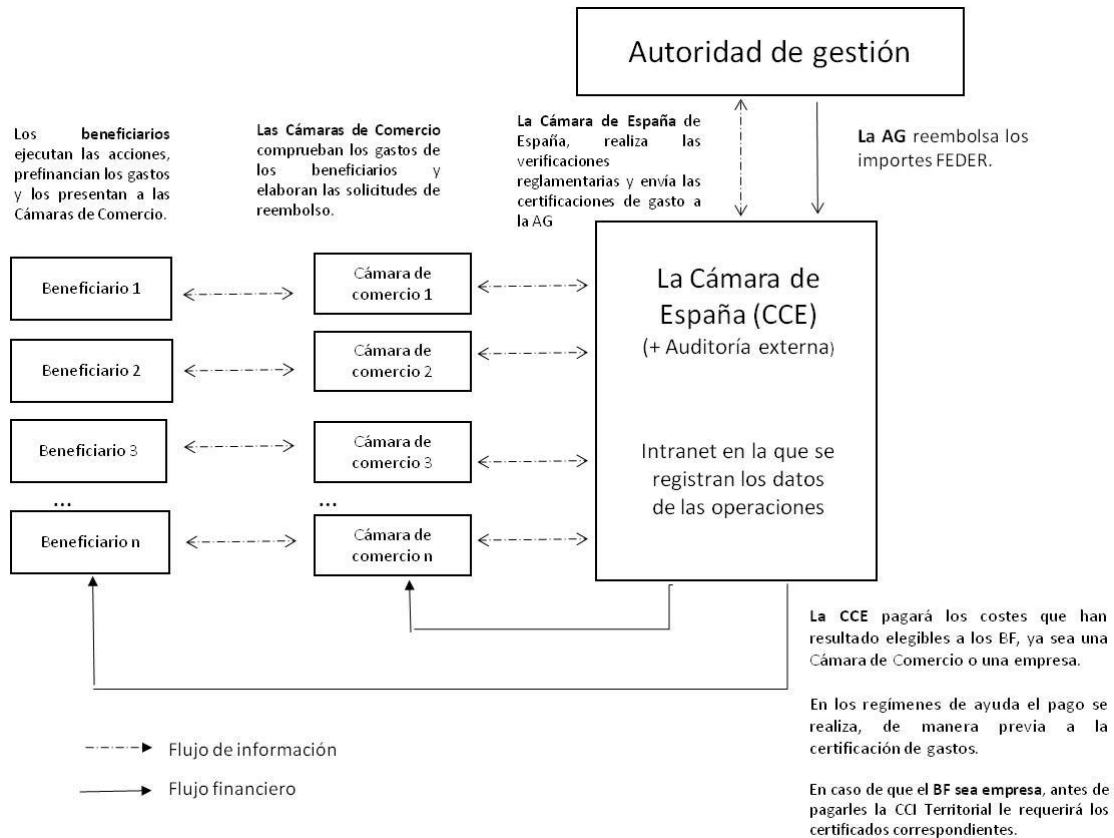 Autoridad de gestión
Los beneficiarios
ejecutan las acciones,
prefinancian los gastos
y los presentan a las
Cámaras de Comercio.
Las Cámaras de Comercio
comprueban los gastos de
los beneficiarios y
elaboran las solicitudes de
reembolso.
La Cámara de España de
España, realiza las
verificaciones
reglamentarias y envía las
certificaciones de gasto a
la AG
La AG reembolsa los
importes FEDER.
Beneficiario 1
Cámara de
comercio 1
Beneficiario 2
Cámara de
comercio 2
Beneficiario 3
Cámara de
comercio 3
...
...
Beneficiario n
Cámara de
comercio n
La Cámara de
España (CCE)
(+ Auditoría externa)
Intranet en la que se
registran los datos
de las operaciones
La CCE pagará los costes que han
resultado elegibles a los BF, ya sea una
Cámara de Comercio o una empresa.
En los regímenes de ayuda el pago se
realiza, de manera previa a la
certificación de gastos.
En caso de que el BF sea empresa, antes de
pagarles la CCI Territorial le requerirá los
certificados correspondientes.
Flujo de información
Flujo financiero